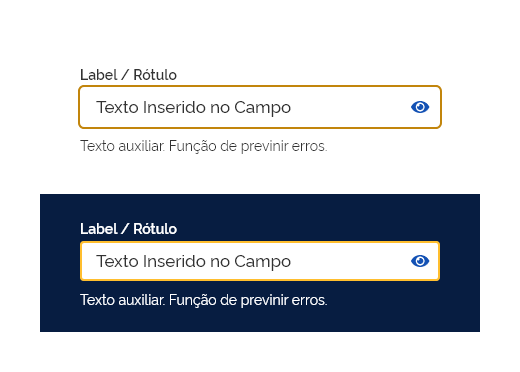 Label / Rótulo
Texto Inserido no Campo
Texto auxiliar. Função de previnir erros.
Label / Rótulo
Texto Inserido no Campo
Texto auxiliar. Função de previnir erros.